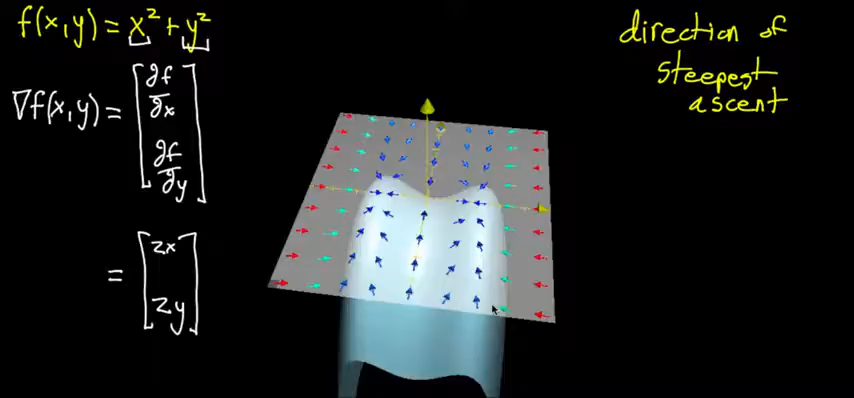 f(x,y) = x² + y²
∇f(x,y) = [∂f/∂x
∂f/∂y]
= [2x
2y]
direction of
steepest
ascent